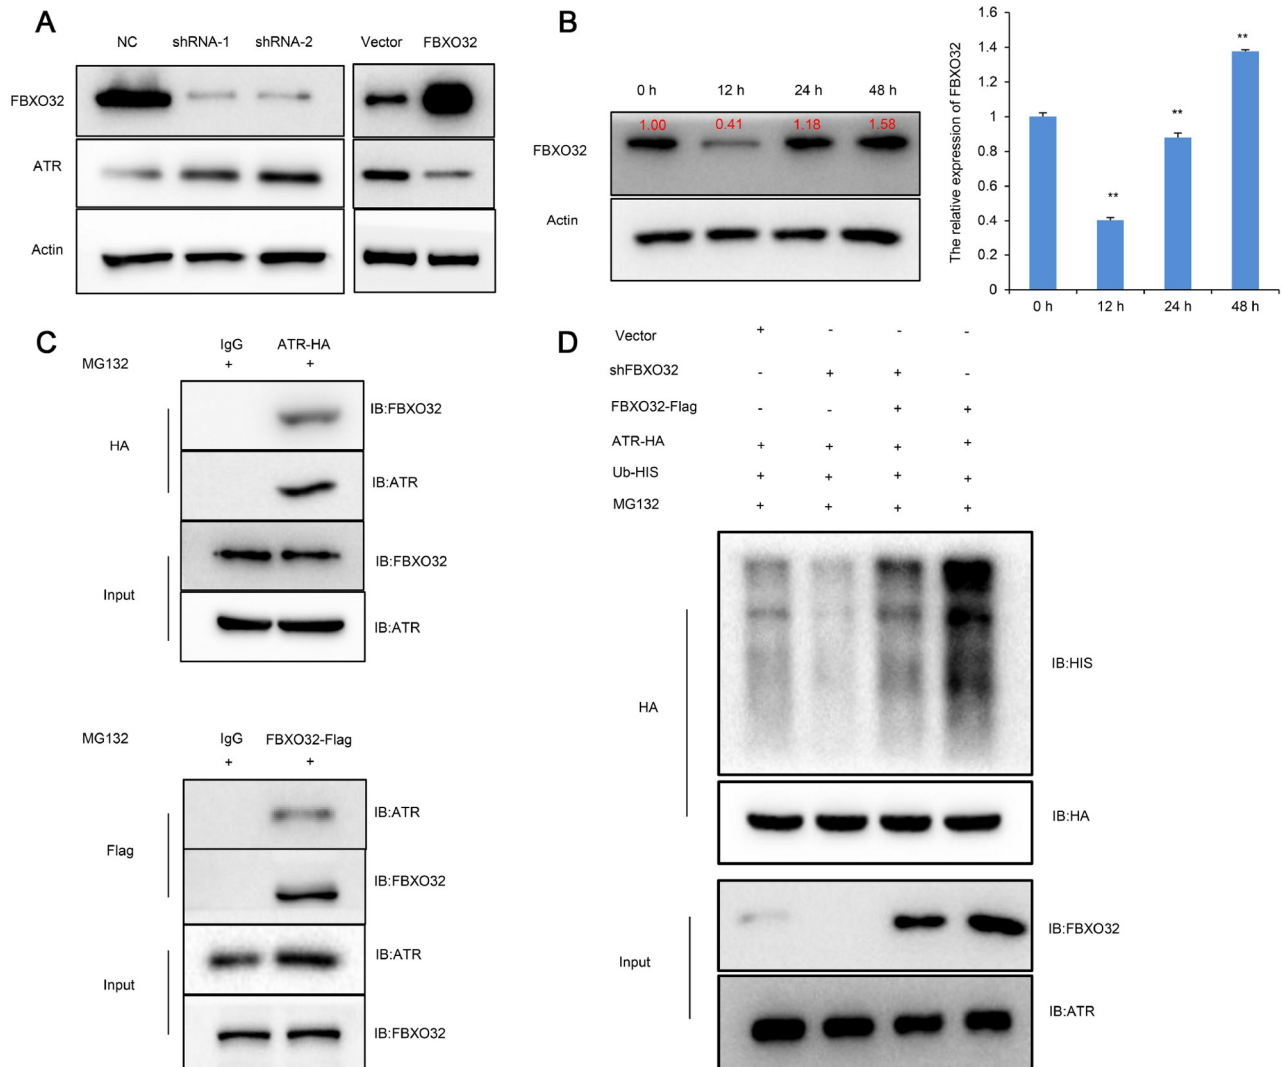 A
NC shRNA-1 shRNA-2 Vector FBXO32
FBXO32
ATR
Actin
B
0 h 12 h 24 h 48 h
1.00 0.41 1.18 1.58
FBXO32
Actin
The relative expression of FBXO32
1.6
1.4
1.2
1
0.8
0.6
0.4
0.2
0
** ** **
0 h 12 h 24 h 48 h
C
IgG ATR-HA
MG132 + +
HA
IB:FBXO32
IB:ATR
Input
IB:FBXO32
IB:ATR
MG132 IgG FBXO32-Flag
+ +
Flag
IB:ATR
IB:FBXO32
Input
IB:ATR
IB:FBXO32
D
Vector + - - -
shFBXO32 - + + -
FBXO32-Flag - - + +
ATR-HA + + + +
Ub-HIS + + + +
MG132 + + + +
HA
IB:HIS
IB:HA
Input
IB:FBXO32
IB:ATR